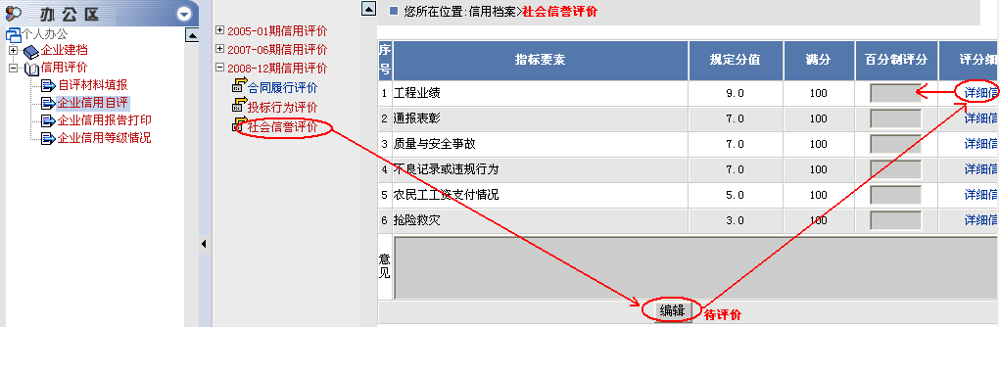 办公区
个人办公
企业建档
信用评价
自评材料填报
企业信用自评
企业信用报告打印
企业信用等级情况
2005-01期信用评价
2007-06期信用评价
2008-12期信用评价
合同履行评价
投标行为评价
社会信誉评价
您所在位置:信用档案>社会信誉评价
序号 指标要素 规定分值 满分 百分制评分 评分细
1 工程业绩 9.0 100 详细信
2 通报表彰 7.0 100 详细信
3 质量与安全事故 7.0 100 详细信
4 不良记录或违规行为 7.0 100 详细信
5 农民工工资支付情况 5.0 100 详细信
6 抢险救灾 3.0 100 详细信
意见
编辑 待评价